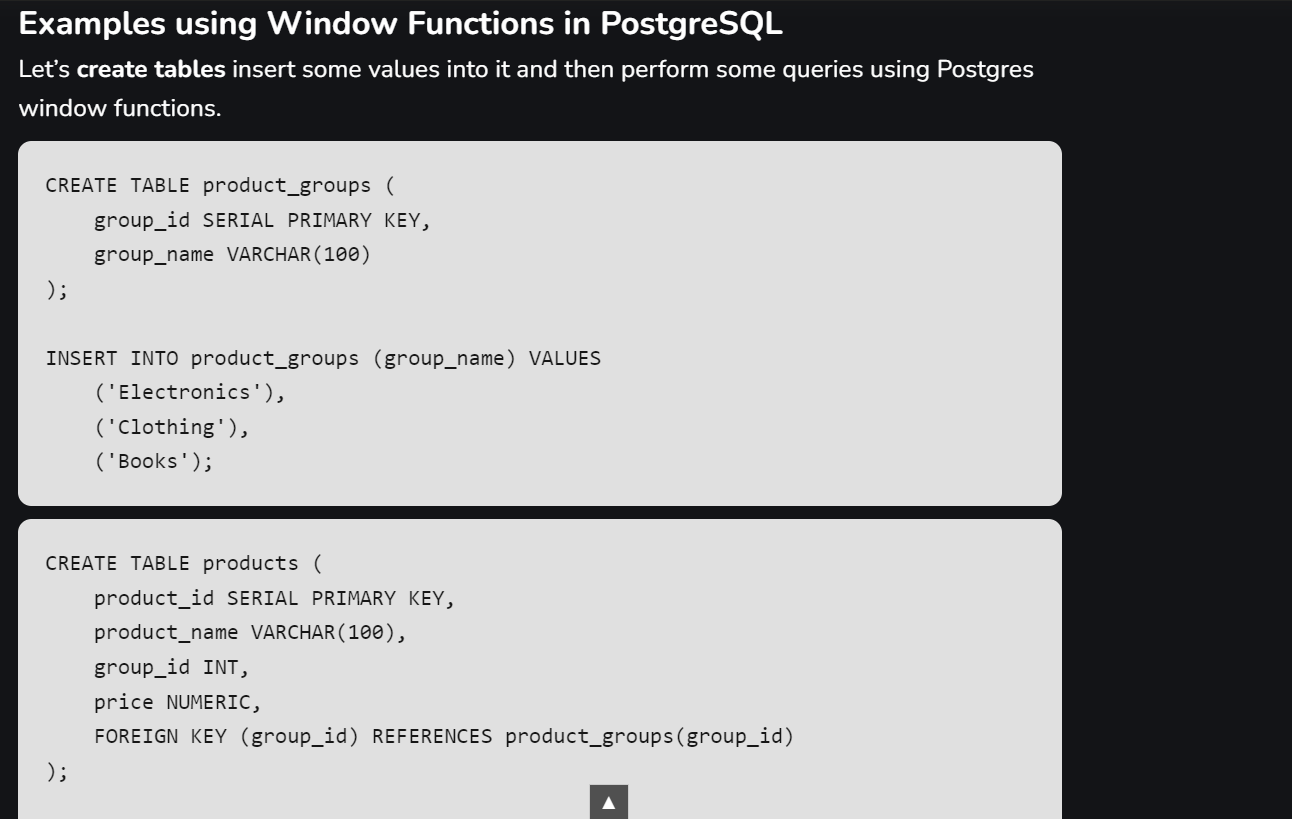 Examples using Window Functions in PostgreSQL
Let’s create tables insert some values into it and then perform some queries using Postgres
window functions.
CREATE TABLE product_groups (
    group_id SERIAL PRIMARY KEY,
    group_name VARCHAR(100)
);

INSERT INTO product_groups (group_name) VALUES
    ('Electronics'),
    ('Clothing'),
    ('Books');
CREATE TABLE products (
    product_id SERIAL PRIMARY KEY,
    product_name VARCHAR(100),
    group_id INT,
    price NUMERIC,
    FOREIGN KEY (group_id) REFERENCES product_groups(group_id)
);